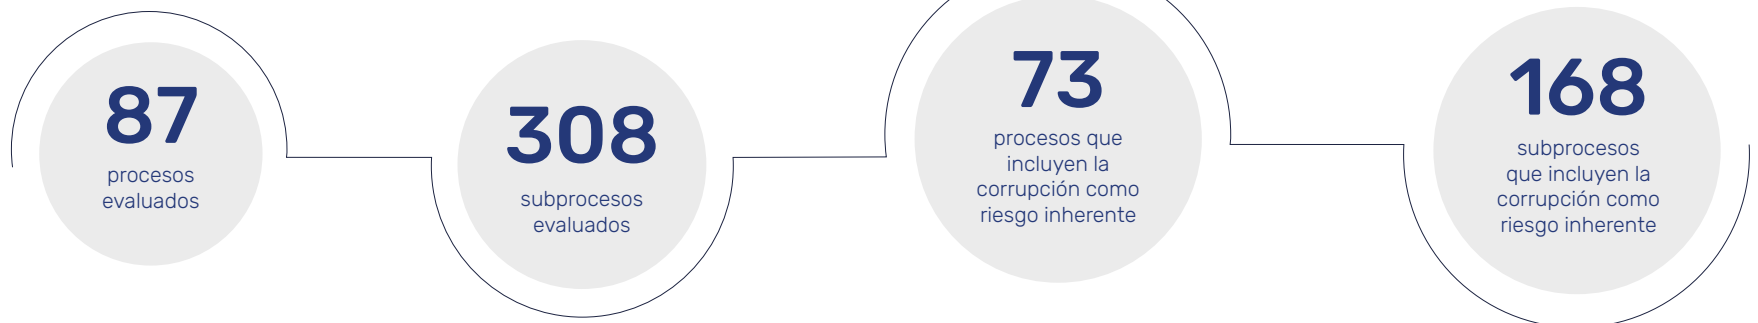 87
procesos
evaluados
308
subprocesos
evaluados
73
procesos que
incluyen la
corrupción como
riesgo inherente
168
subprocesos
que incluyen la
corrupción como
riesgo inherente